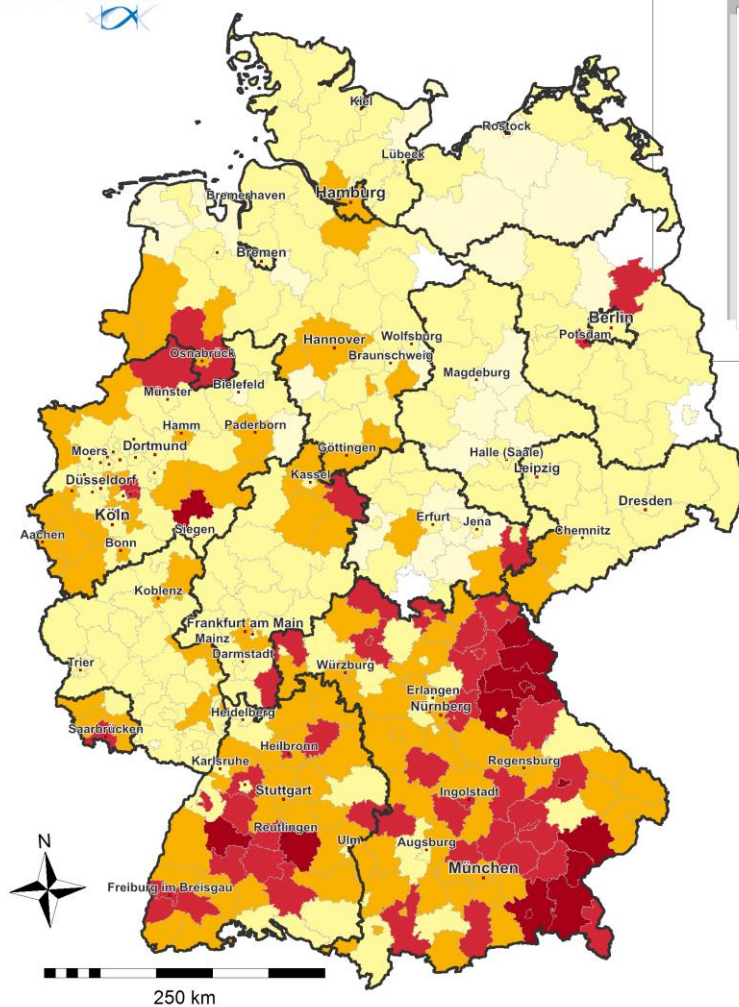 Kiel
Rostock
Lübeck
Bremerhaven
Hamburg
Bremen
Berlin
Potsdam
Wolfsburg
Hannover
Braunschweig
Osnabrück
Magdeburg
Münster
Bielefeld
Hamm
Paderborn
Moers
Dortmund
Göttingen
Halle (Saale)
Leipzig
Düsseldorf
Kassel
Köln
Dresden
Siegen
Erfurt
Jena
Chemnitz
Aachen
Bonn
Koblenz
Frankfurt am Main
Mainz
Darmstadt
Trier
Würzburg
Erlangen
Nürnberg
Heidelberg
Saarbrücken
Heilbronn
Karlsruhe
Regensburg
Stuttgart
Ingolstadt
Reutlingen
Ulm
Augsburg
München
N
Freiburg im Breisgau
250 km